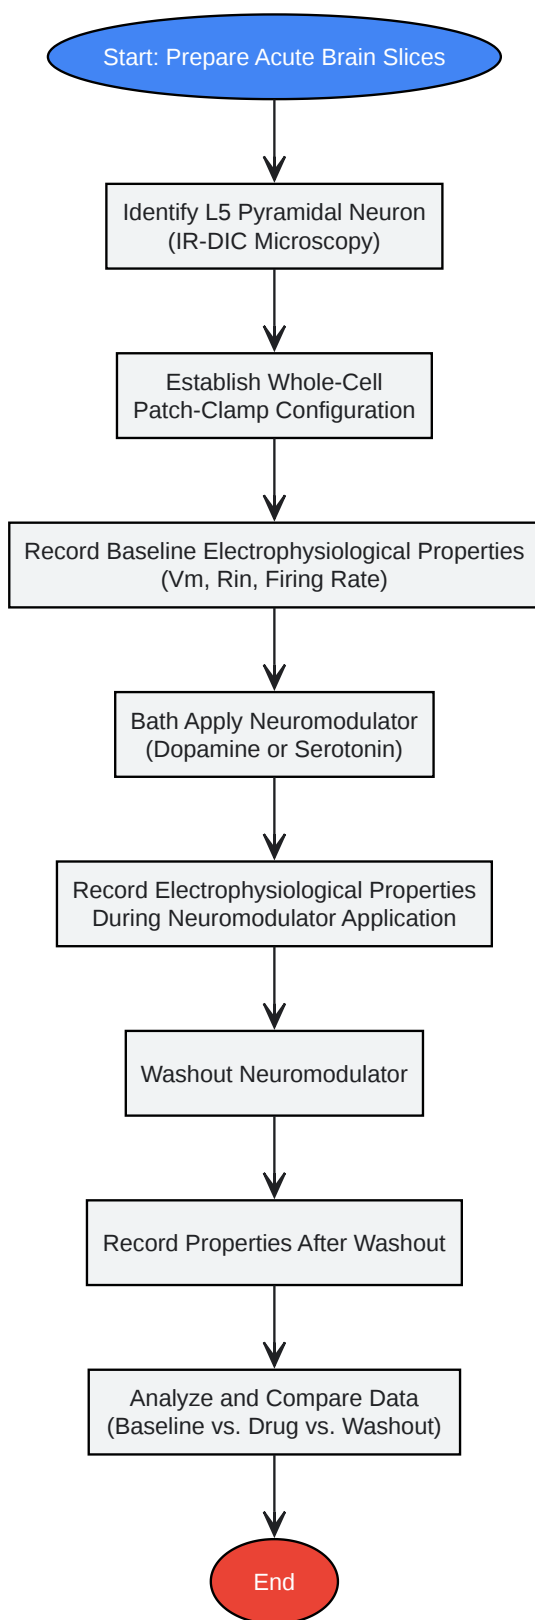 Start: Prepare Acute Brain Slices
Identify L5 Pyramidal Neuron
(IR-DIC Microscopy)
Establish Whole-Cell
Patch-Clamp Configuration
Record Baseline Electrophysiological Properties
(Vm, Rin, Firing Rate)
Bath Apply Neuromodulator
(Dopamine or Serotonin)
Record Electrophysiological Properties
During Neuromodulator Application
Washout Neuromodulator
Record Properties After Washout
Analyze and Compare Data
(Baseline vs. Drug vs. Washout)
End